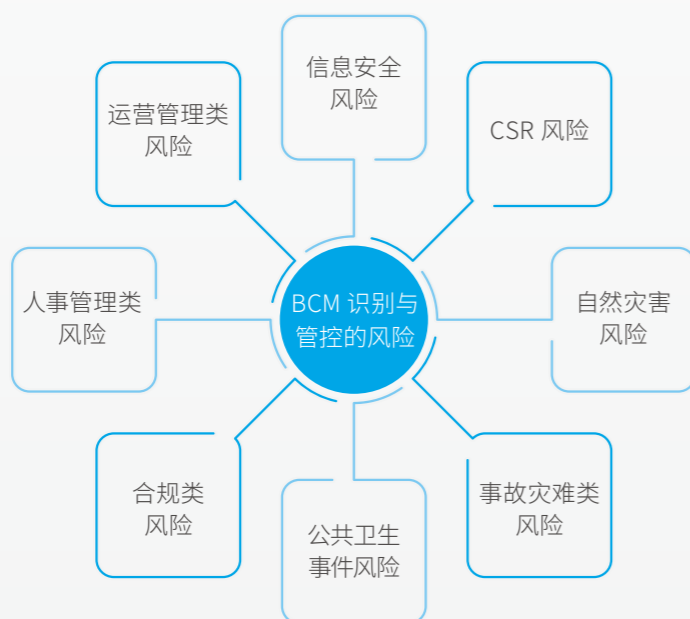 信息安全
风险
运营管理类
风险
CSR 风险
人事管理类
风险
BCM 识别与
管控的风险
自然灾害
风险
合规类
风险
公共卫生
事件风险
事故灾难类
风险